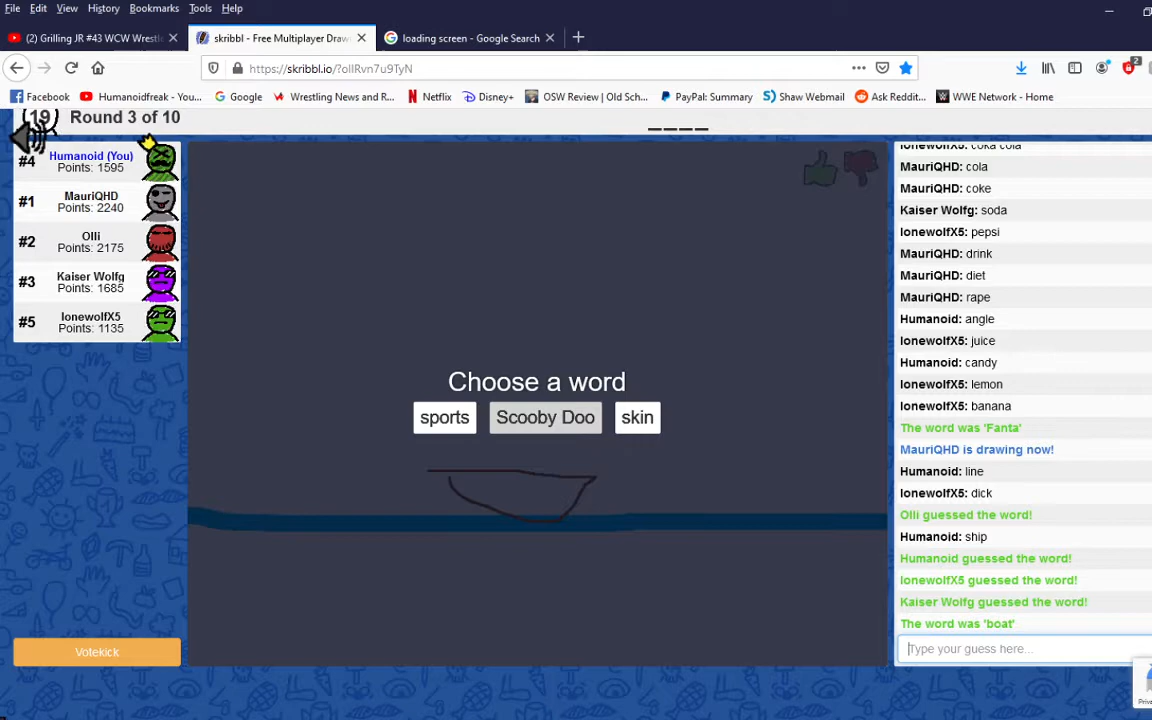 File Edit View History Bookmarks Tools Help
(2) Grilling JR #43 WCW Wrestl
skribbl - Free Multiplayer Drawi
loading screen - Google Search
https://skribbl.io/?olIRvn7u9TyN
2
Facebook
Humanoidfreak - You...
Google
Wrestling News and R...
Netflix
Disney+
OSW Review | Old Sch...
PayPal: Summary
Shaw Webmail
Ask Reddit...
WWE Network - Home
19 Round 3 of 10
_ _ _ _
#4 Humanoid (You)
Points: 1595
#1 MauriQHD
Points: 2240
#2 Olli
Points: 2175
#3 Kaiser Wolfg
Points: 1685
#5 lonewolfX5
Points: 1135
Votekick
Choose a word
sports Scooby Doo skin
lonewolfX5: coka cola
MauriQHD: cola
MauriQHD: coke
Kaiser Wolfg: soda
lonewolfX5: pepsi
MauriQHD: drink
MauriQHD: diet
MauriQHD: rape
Humanoid: angle
lonewolfX5: juice
Humanoid: candy
lonewolfX5: lemon
lonewolfX5: banana
The word was 'Fanta'
MauriQHD is drawing now!
Humanoid: line
lonewolfX5: dick
Olli guessed the word!
Humanoid: ship
Humanoid guessed the word!
lonewolfX5 guessed the word!
Kaiser Wolfg guessed the word!
The word was 'boat'
Type your guess here...